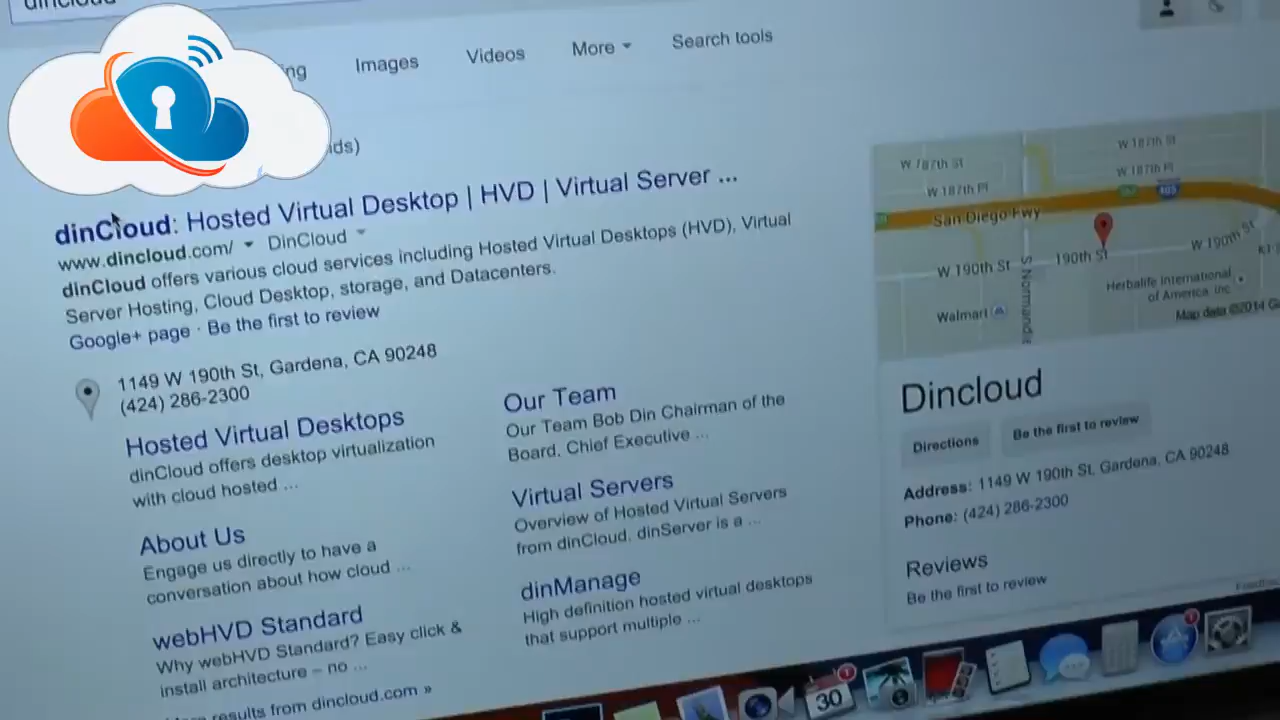 dincloud
Images
Videos
More
Search tools
dinCloud: Hosted Virtual Desktop | HVD | Virtual Server ...
www.dincloud.com/ DinCloud
dinCloud offers various cloud services including Hosted Virtual Desktops (HVD), Virtual
Server Hosting, Cloud Desktop, storage, and Datacenters.
Google+ page · Be the first to review
1149 W 190th St, Gardena, CA 90248
(424) 286-2300
Hosted Virtual Desktops
dinCloud offers desktop virtualization
with cloud hosted ...
About Us
Engage us directly to have a
conversation about how cloud ...
webHVD Standard
Why webHVD Standard? Easy click &
install architecture – no ...
results from dincloud.com »
Our Team
Our Team Bob Din Chairman of the
Board, Chief Executive ...
Virtual Servers
Overview of Hosted Virtual Servers
from dinCloud. dinServer is a ...
dinManage
High definition hosted virtual desktops
that support multiple ...
W 187th St
W 187th St
W 187th Pl
W 187th Pl
405
San Diego Fwy
W 190th St
190th St
W 190th St
S Normandie
Herbalife International
of America, Inc
Walmart
Map data ©2014
Dincloud
Directions
Be the first to review
Address: 1149 W 190th St, Gardena, CA 90248
Phone: (424) 286-2300
Reviews
Be the first to review
30
1
1